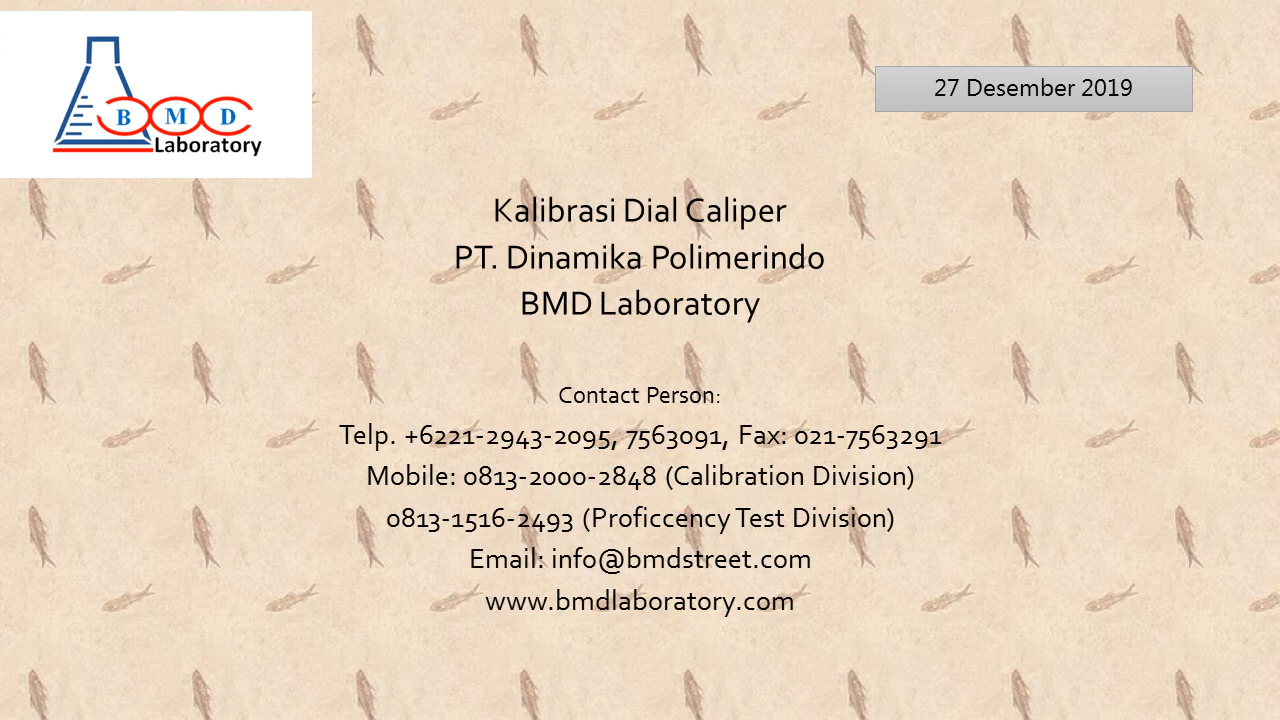 B M D
Laboratory
27 Desember 2019
Kalibrasi Dial Caliper
PT. Dinamika Polimerindo
BMD Laboratory
Contact Person:
Telp. +6221-2943-2095, 7563091, Fax: 021-7563291
Mobile: 0813-2000-2848 (Calibration Division)
0813-1516-2493 (Proficcency Test Division)
Email: info@bmdstreet.com
www.bmdlaboratory.com